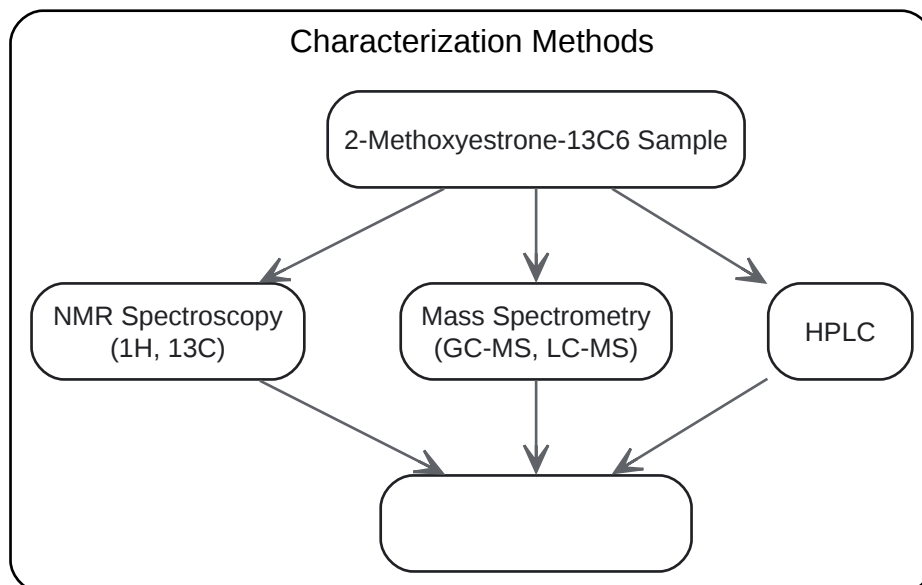 Characterization Methods
2-Methoxyestrone-13C6 Sample
NMR Spectroscopy
(1H, 13C)
Mass Spectrometry
(GC-MS, LC-MS)
HPLC